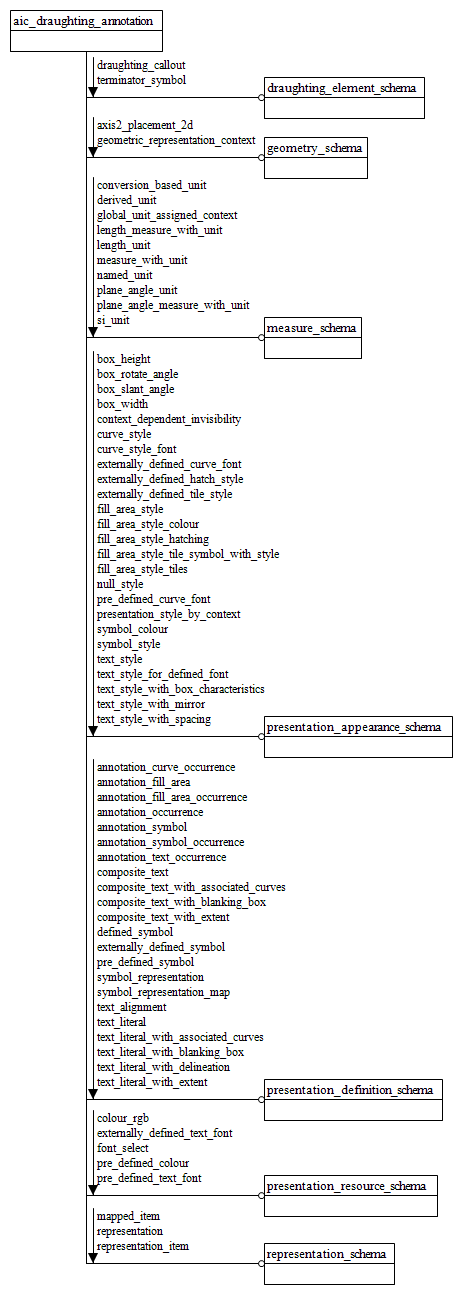 aic_draughting_annotation
draughting_callout
terminator_symbol
draughting_element_schema
axis2_placement_2d
geometric_representation_context
geometry_schema
conversion_based_unit
derived_unit
global_unit_assigned_context
length_measure_with_unit
length_unit
measure_with_unit
named_unit
plane_angle_unit
plane_angle_measure_with_unit
si_unit
measure_schema
box_height
box_rotate_angle
box_slant_angle
box_width
context_dependent_invisibility
curve_style
curve_style_font
externally_defined_curve_font
externally_defined_hatch_style
externally_defined_tile_style
fill_area_style
fill_area_style_colour
fill_area_style_hatching
fill_area_style_tile_symbol_with_style
fill_area_style_tiles
null_style
pre_defined_curve_font
presentation_style_by_context
symbol_colour
symbol_style
text_style
text_style_for_defined_font
text_style_with_box_characteristics
text_style_with_mirror
text_style_with_spacing
presentation_appearance_schema
annotation_curve_occurrence
annotation_fill_area
annotation_fill_area_occurrence
annotation_occurrence
annotation_symbol
annotation_symbol_occurrence
annotation_text_occurrence
composite_text
composite_text_with_associated_curves
composite_text_with_blanking_box
composite_text_with_extent
defined_symbol
externally_defined_symbol
pre_defined_symbol
symbol_representation
symbol_representation_map
text_alignment
text_literal
text_literal_with_associated_curves
text_literal_with_blanking_box
text_literal_with_delineation
text_literal_with_extent
presentation_definition_schema
colour_rgb
externally_defined_text_font
font_select
pre_defined_colour
pre_defined_text_font
presentation_resource_schema
mapped_item
representation
representation_item
representation_schema